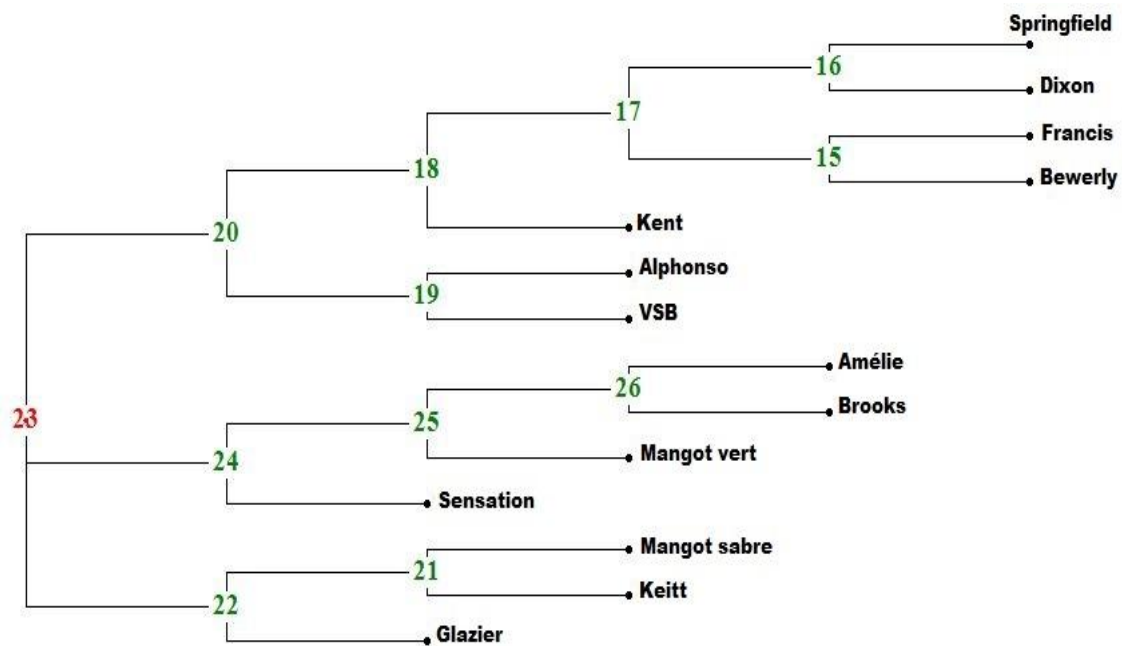 Springfield
16
Dixon
17
Francis
15
18
Bewerly
Kent
20
Alphonso
19
VSB
Amélie
26
Brooks
23
25
Mangot vert
24
Sensation
Mangot sabre
21
Keitt
22
Glazier